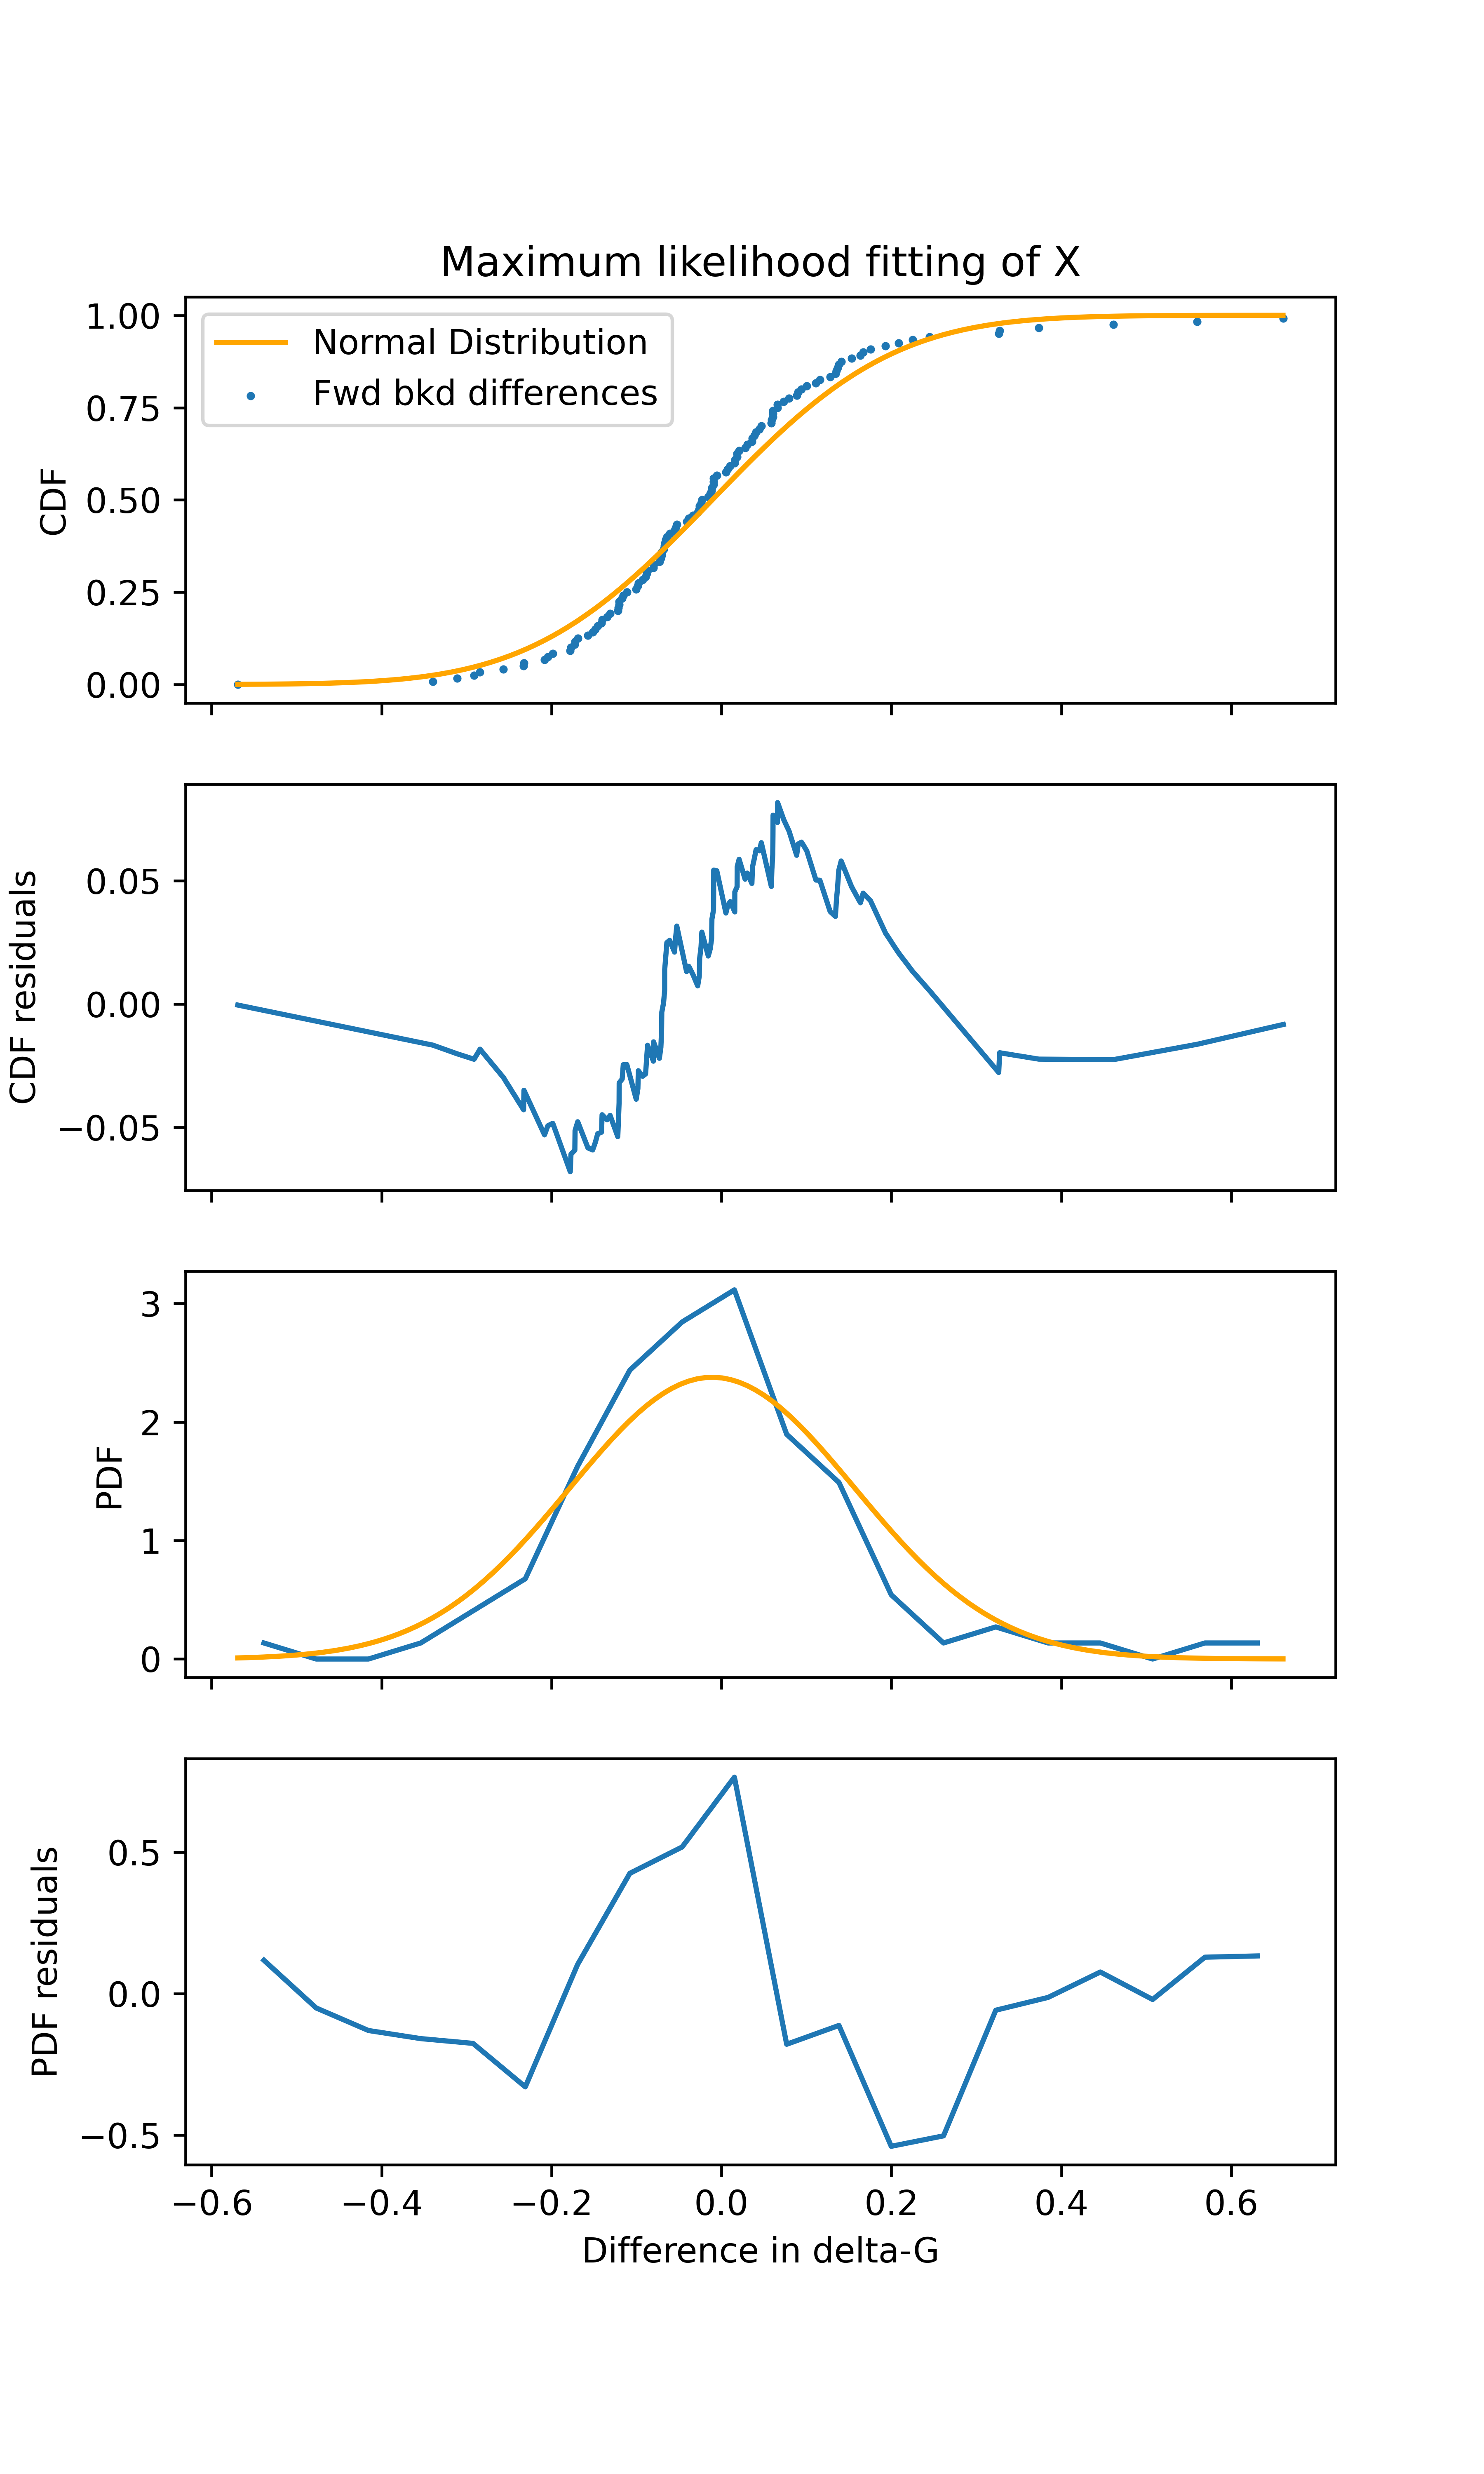 Maximum likelihood fitting of X
1.00
0.75
0.50
0.25
0.00
CDF
Normal Distribution
Fwd bkd differences
0.05
0.00
−0.05
CDF residuals
3
2
1
0
PDF
0.5
0.0
−0.5
PDF residuals
−0.6 −0.4 −0.2 0.0 0.2 0.4 0.6
Difference in delta-G